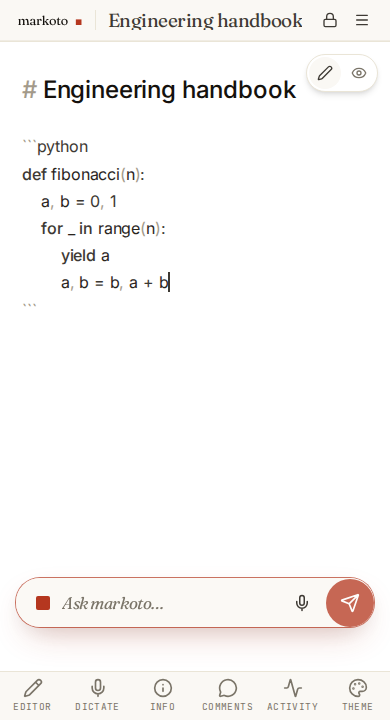 markoto
Engineering handbook
# Engineering handbook
```python
def fibonacci(n):
    a, b = 0, 1
    for _ in range(n):
        yield a
        a, b = b, a + b
```
Ask markoto...
EDITOR
DICTATE
INFO
COMMENTS
ACTIVITY
THEME